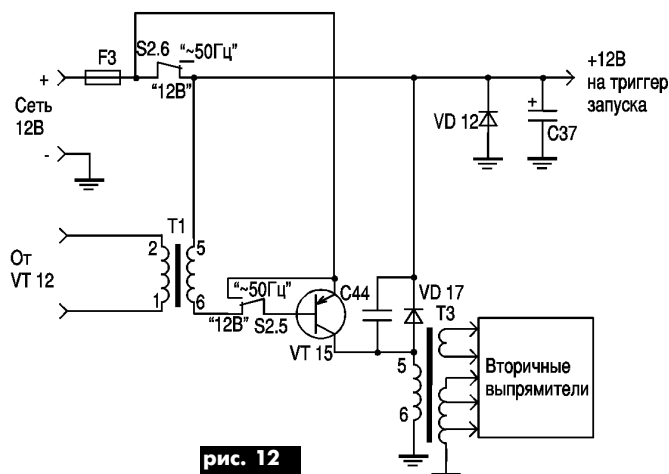 F3
S2.6
“~50Гц”
“12В”
+
Сеть
12В
-
+12В
на триггер
запуска
VD 12
+
C37
От
VT 12
T1
2
5
1
6
“~50Гц”
“12В”
S2.5
VT 15
C44
VD 17
T3
5
6
Вторичные
выпрямители
рис. 12